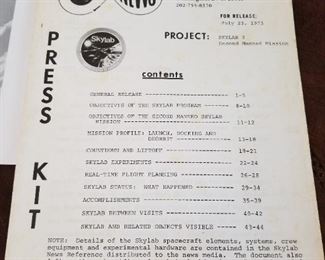 NEWS
202-755-8370
FOR RELEASE:
July 22, 1973
PROJECT: SKYLAB 3
Second Manned Mission
PRESS
KIT
Skylab
contents
GENERAL RELEASE 1-5
OBJECTIVES OF THE SKYLAB PROGRAM 8-10
OBJECTIVES OF THE SECOND MANNED SKYLAB
MISSION 11-12
MISSION PROFILE: LAUNCH, DOCKING AND
DEORBIT 13-18
COUNTDOWN AND LIFTOFF 19-21
SKYLAB EXPERIMENTS 22-24
REAL-TIME FLIGHT PLANNING 26-28
SKYLAB STATUS: WHAT HAPPENED 29-34
ACCOMPLISHMENTS 35-39
SKYLAB BETWEEN VISITS 40-42
SKYLAB AND RELATED OBJECTS VISIBLE 43-44
NOTE: Details of the Skylab spacecraft elements, systems, crew
equipment and experimental hardware are contained in the Skylab
News Reference distributed to the news media. The document also